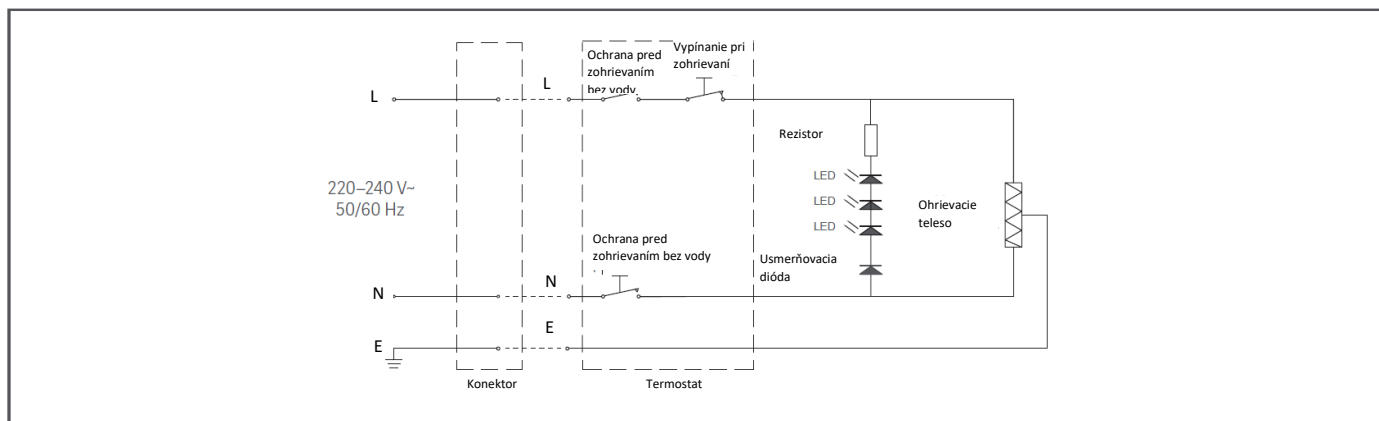 Ochrana pred
zohrievaním
bez vody.
Vypínanie pri
zohrievaní
L
L
Rezistor
LED
LED
LED
220–240 V~
50/60 Hz
Ohrievacie
teleso
Ochrana pred
zohrievaním bez vody
Usmerňovacia
dióda
N
N
E
E
Konektor
Termostat